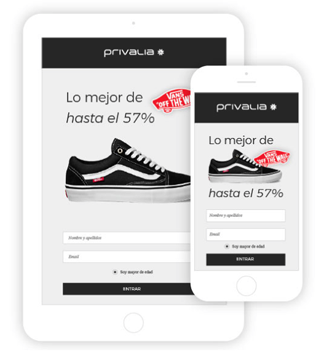 privalia
Lo mejor de
hasta el 57%
VANS
"OFF THE WALL"
Nombre y apellidos
Email
Soy mayor de edad
ENTRAR
privalia
Lo mejor de
VANS
"OFF THE WALL"
hasta el 57%
Nombre y apellidos
Email
Soy mayor de edad
ENTRAR